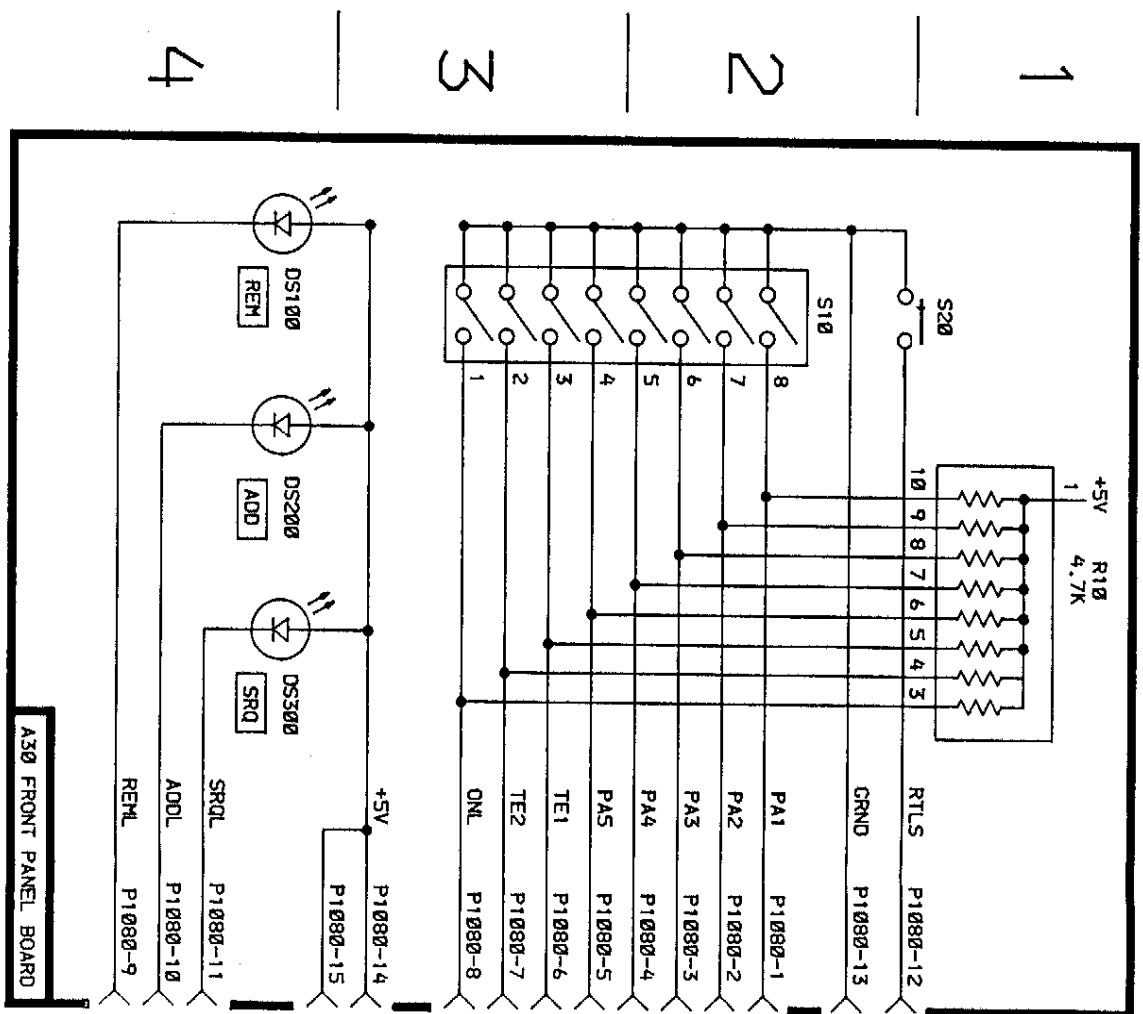 1
+5V
1
R10
4.7K
10
9
8
7
6
5
4
3
S20
RTLS P1080-12
GRND P1080-13
2
S10
8
PA1 P1080-1
7
PA2 P1080-2
6
PA3 P1080-3
5
PA4 P1080-4
4
PA5 P1080-5
3
TE1 P1080-6
2
TE2 P1080-7
1
ONL P1080-8
3
+5V
P1080-14
P1080-15
DS100
REM
DS200
ADD
DS300
SRQ
SRQL P1080-11
ADDL P1080-10
REML P1080-9
4
A30 FRONT PANEL BOARD